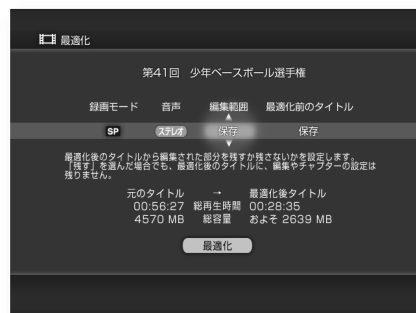 最適化
第41回 少年ベースボール選手権
録画モード 音声 編集範囲 最適化前のタイトル
SP ステレオ 保存 保存
最適化後のタイトルから編集された部分を残すか残さないかを設定します。
「残す」を選んだ場合でも、最適化後のタイトルに、編集やチャプターの設定は
残りません。
元のタイトル → 最適化後タイトル
00:56:27 総再生時間 00:28:35
4570 MB 総容量 およそ 2639 MB
最適化